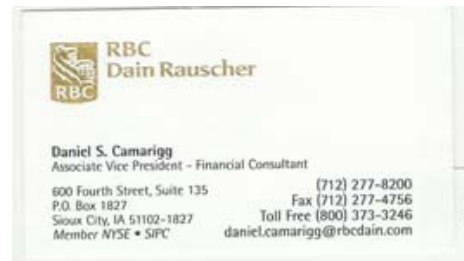 RBC
Dain Rauscher
RBC
Daniel S. Camarigg
Associate Vice President - Financial Consultant
600 Fourth Street, Suite 135
P.O. Box 1827
Sioux City, IA 51102-1827
Member NYSE • SIPC
(712) 277-8200
Fax (712) 277-4756
Toll Free (800) 373-3246
daniel.camarigg@rbcdain.com